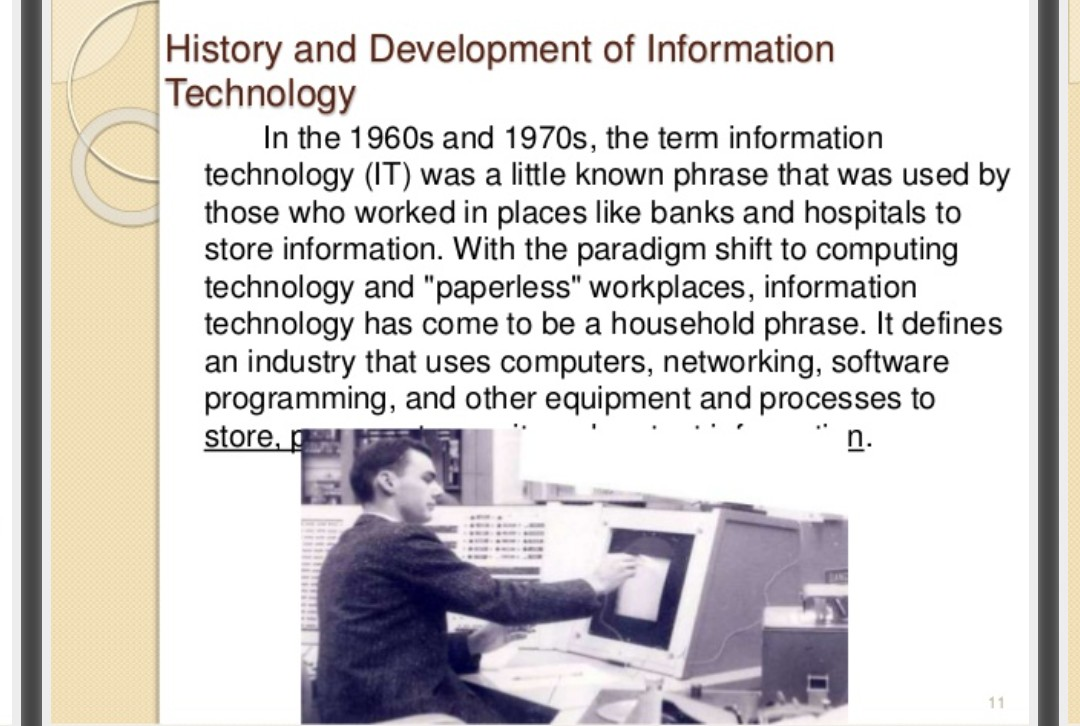 History and Development of Information
Technology
In the 1960s and 1970s, the term information
technology (IT) was a little known phrase that was used by
those who worked in places like banks and hospitals to
store information. With the paradigm shift to computing
technology and "paperless" workplaces, information
technology has come to be a household phrase. It defines
an industry that uses computers, networking, software
programming, and other equipment and processes to
store,
11